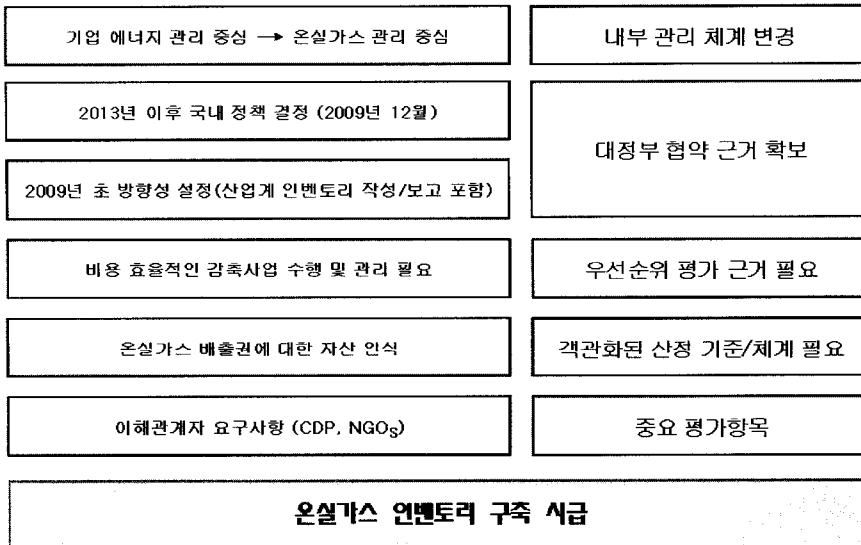 기업 에너지 관리 중심 → 온실가스 관리 중심
내부 관리 체계 변경
2013년 이후 국내 정책 결정 (2009년 12월)
대정부 협약 근거 확보
2009년 초 방향성 설정(산업계 인벤토리 작성/보고 포함)
비용 효율적인 감축사업 수행 및 관리 필요
우선순위 평가 근거 필요
온실가스 배출권에 대한 자산 인식
객관화된 산정 기준/체계 필요
이해관계자 요구사항 (CDP, NGOs)
중요 평가항목
온실가스 인벤토리 구축 시급